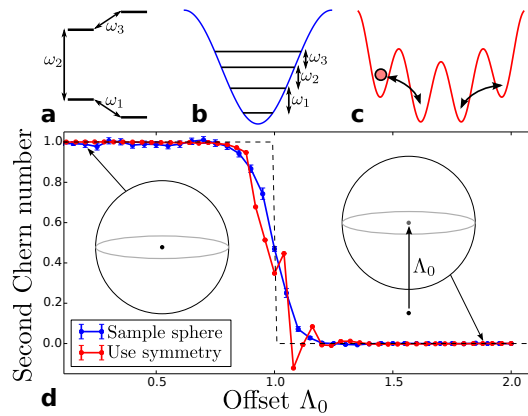 ω₃
ω₂
ω₁
a
ω₃
ω₂
ω₁
b
c
Second Chern number
1.0
0.8
0.6
0.4
0.2
0.0
Λ₀
Sample sphere
Use symmetry
0.5
1.0
1.5
2.0
d
Offset Λ₀